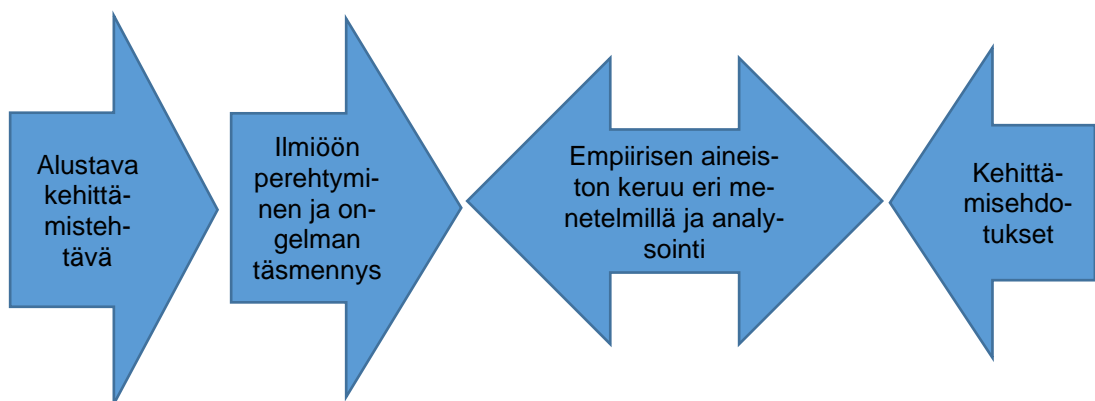 Alustava
kehittä-
misteh-
tävä
Ilmiöön
perehtymi-
nen ja on-
gelman
täsmennys
Empiirisen aineis-
ton keruu eri me-
netelmillä ja analy-
sointi
Kehittä-
misehdo-
tukset